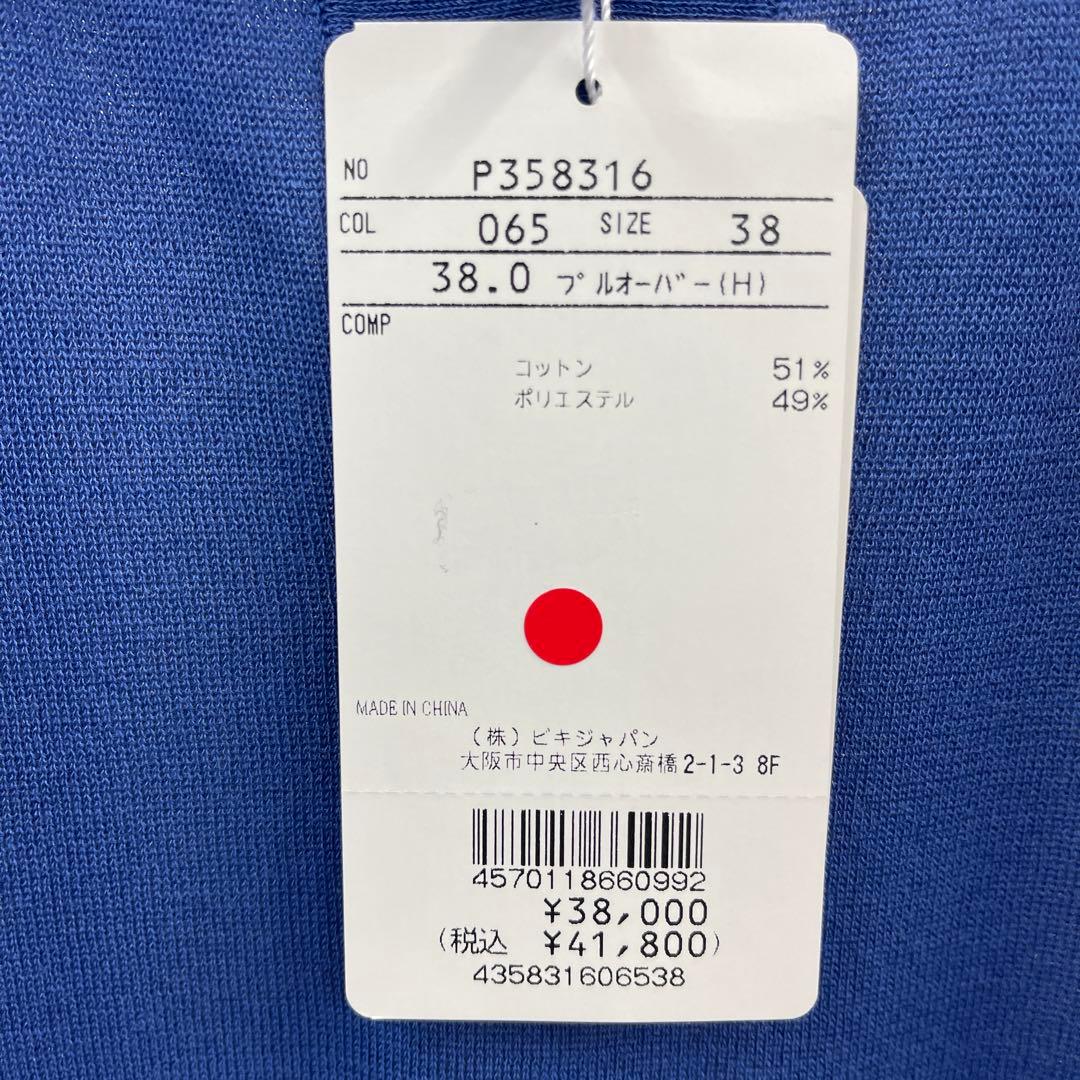 NO P358316
COL 065 SIZE 38
38.0 プルオーバー(H)
COMP
コットン 51%
ポリエステル 49%
MADE IN CHINA
(株)ビキジャパン
大阪市中央区西心斎橋2-1-3 8F
4570118660992
¥38,000
(税込 ¥41,800)
435831606538